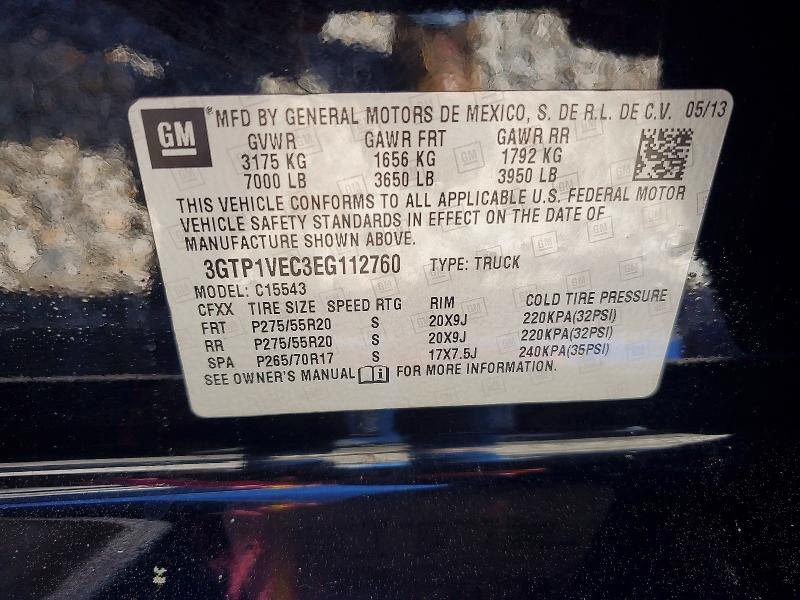 GM
®MFD BY GENERAL MOTORS DE MEXICO, S. DE R.L. DE C.V. 05/13
GVWR GAWR FRT GAWR RR
3175 KG 1656 KG 1792 KG
7000 LB 3650 LB 3950 LB
THIS VEHICLE CONFORMS TO ALL APPLICABLE U.S. FEDERAL MOTOR
VEHICLE SAFETY STANDARDS IN EFFECT ON THE DATE OF
MANUFACTURE SHOWN ABOVE.
3GTP1VEC3EG112760 TYPE: TRUCK
MODEL: C15543
CFXX TIRE SIZE SPEED RTG RIM COLD TIRE PRESSURE
FRT P275/55R20 S 20X9J 220KPA(32PSI)
RR P275/55R20 S 20X9J 220KPA(32PSI)
SPA P265/70R17 S 17X7.5J 240KPA(35PSI)
SEE OWNER'S MANUAL i FOR MORE INFORMATION.